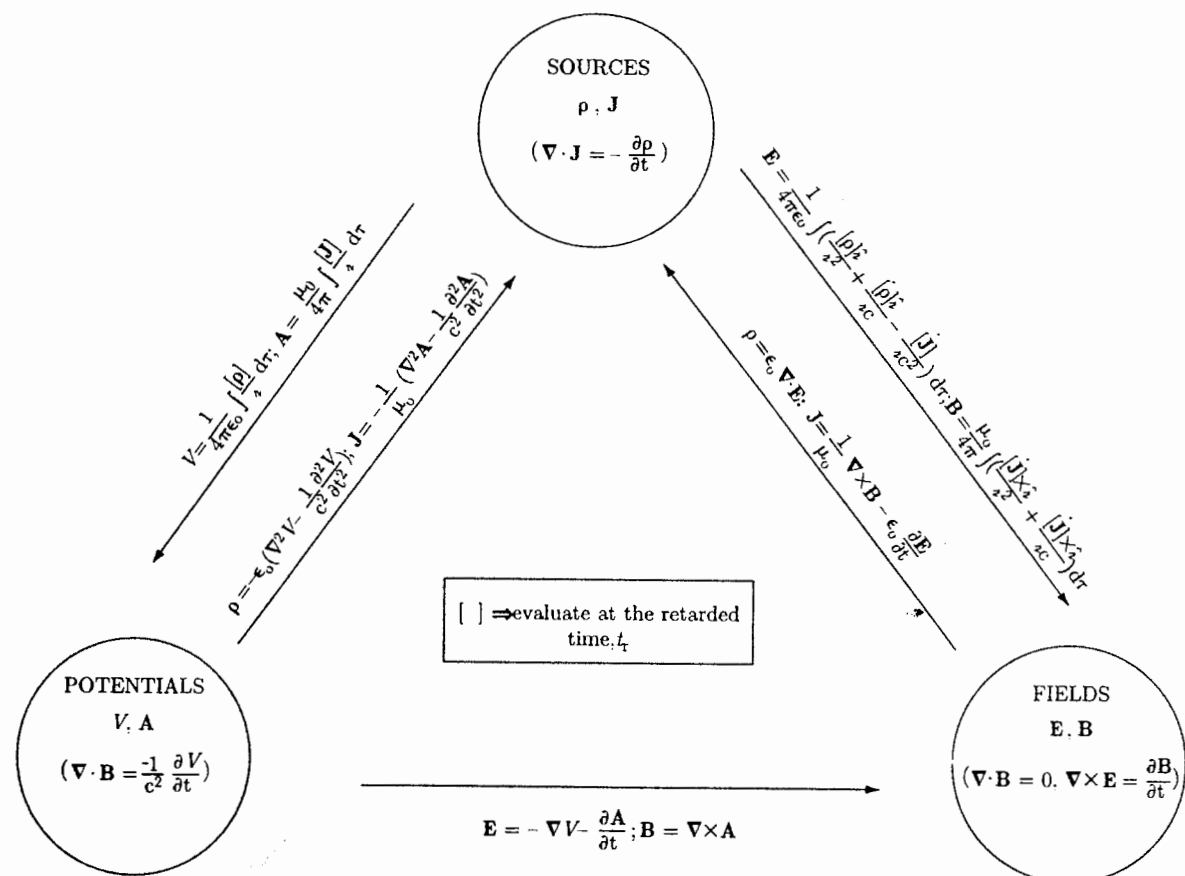 SOURCES
ρ, J
(∇·J = - ∂ρ/∂t)
V = 1/4πϵ₀ ∫ [ρ]/𝓇 dτ; A = μ₀/4π ∫ [J]/𝓇 dτ
ρ = -ϵ₀(∇²V - 1/c² ∂²V/∂t²); J = - 1/μ₀ (∇²A - 1/c² ∂²A/∂t²)
ρ = ϵ₀ ∇·E; J = 1/μ₀ ∇×B - ϵ₀ ∂E/∂t
E = 1/4πϵ₀ ∫([ρ]𝓇̂/𝓇² + [ρ̇]𝓇̂/𝓇c - [J̇]/𝓇c²) dτ; B = μ₀/4π ∫([J̇]×𝓇̂/𝓇² + [J̇]×𝓇̂/𝓇c) dτ
[ ] ⇒ evaluate at the retarded
time, tᵣ
POTENTIALS
V, A
(∇·B = -1/c² ∂V/∂t)
FIELDS
E, B
(∇·B = 0, ∇×E = ∂B/∂t)
E = - ∇V - ∂A/∂t; B = ∇×A